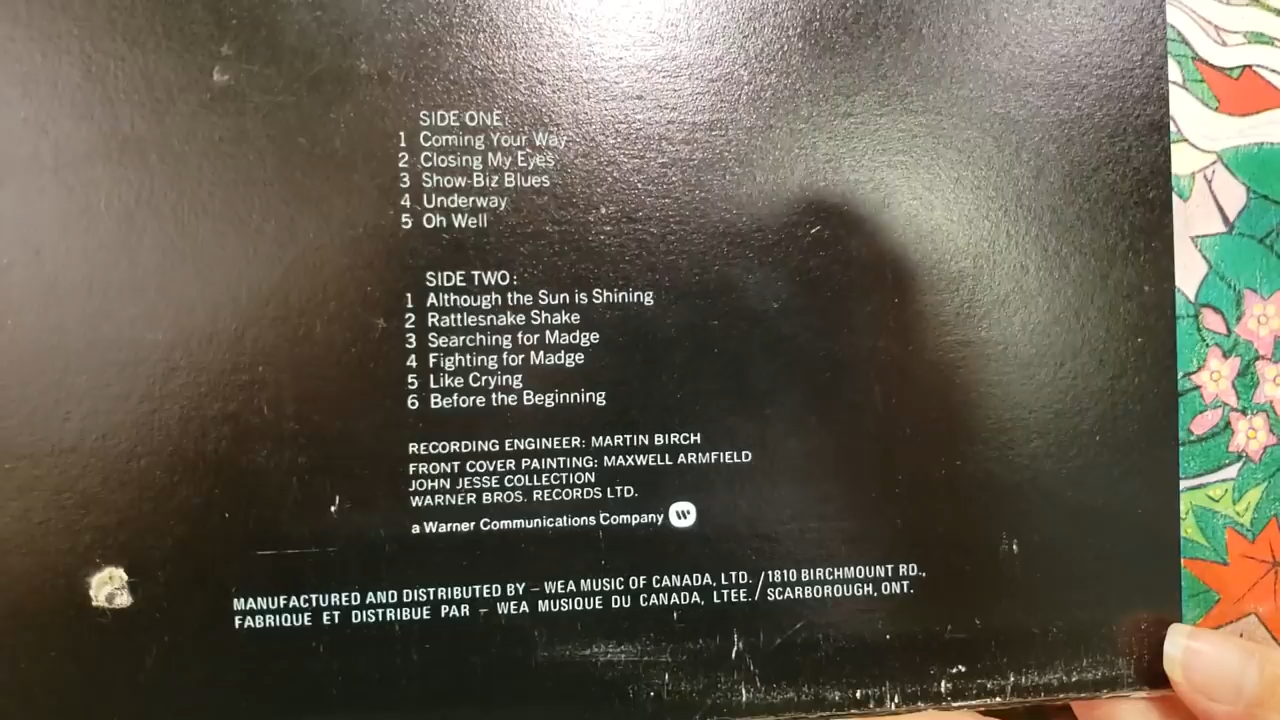 SIDE ONE:
1 Coming Your Way
2 Closing My Eyes
3 Show-Biz Blues
4 Underway
5 Oh Well
SIDE TWO:
1 Although the Sun is Shining
2 Rattlesnake Shake
3 Searching for Madge
4 Fighting for Madge
5 Like Crying
6 Before the Beginning
RECORDING ENGINEER: MARTIN BIRCH
FRONT COVER PAINTING: MAXWELL ARMFIELD
JOHN JESSE COLLECTION
WARNER BROS. RECORDS LTD.
a Warner Communications Company
MANUFACTURED AND DISTRIBUTED BY – WEA MUSIC OF CANADA, LTD. / 1810 BIRCHMOUNT RD.,
FABRIQUE ET DISTRIBUE PAR – WEA MUSIQUE DU CANADA, LTEE. / SCARBOROUGH, ONT.